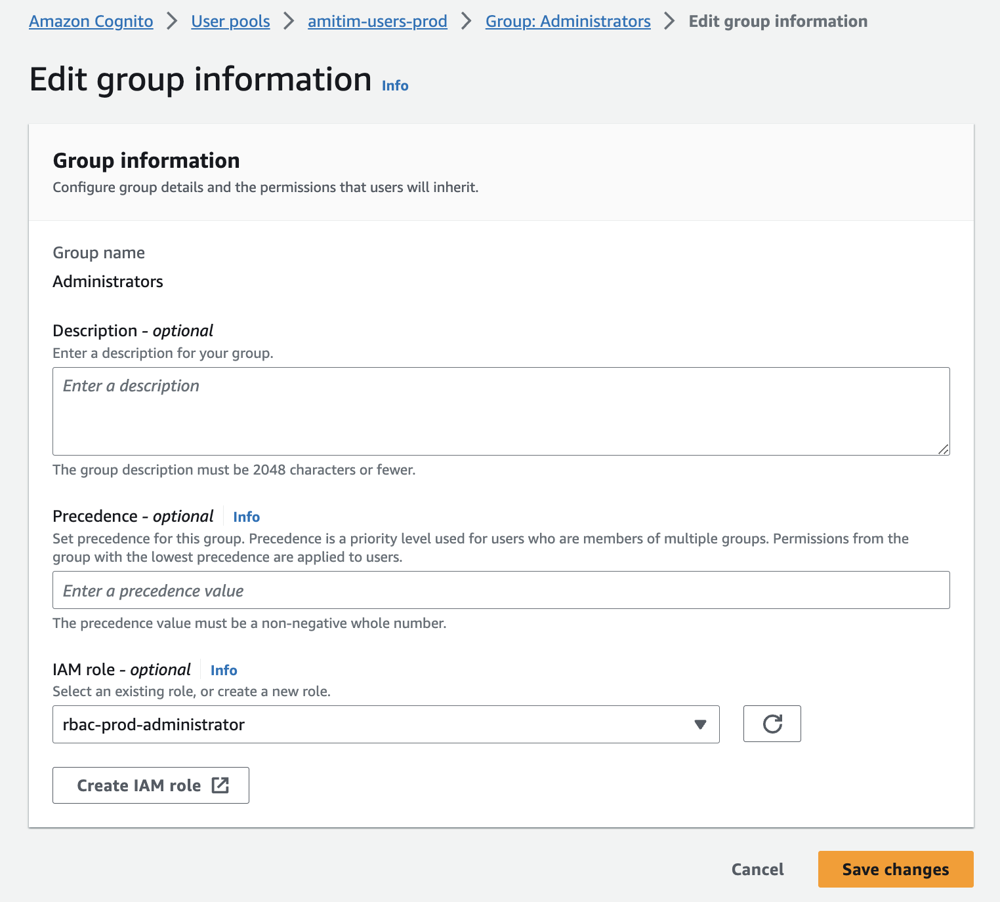 Amazon Cognito > User pools > amitim-users-prod > Group: Administrators > Edit group information
Edit group information Info
Group information
Configure group details and the permissions that users will inherit.
Group name
Administrators
Description - optional
Enter a description for your group.
Enter a description
The group description must be 2048 characters or fewer.
Precedence - optional Info
Set precedence for this group. Precedence is a priority level used for users who are members of multiple groups. Permissions from the
group with the lowest precedence are applied to users.
Enter a precedence value
The precedence value must be a non-negative whole number.
IAM role - optional Info
Select an existing role, or create a new role.
rbac-prod-administrator
Create IAM role
Cancel Save changes